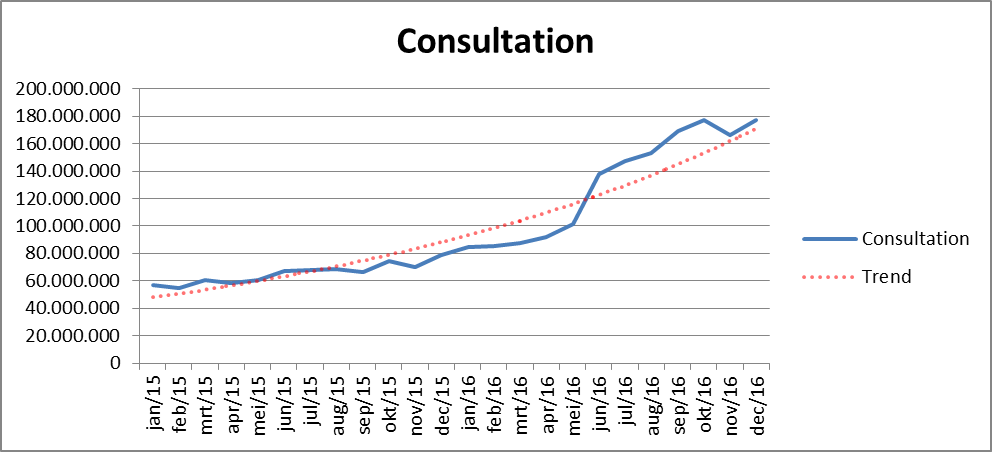 Consultation
200.000.000
180.000.000
160.000.000
140.000.000
120.000.000
100.000.000
80.000.000
60.000.000
40.000.000
20.000.000
0
jan/15
feb/15
mrt/15
apr/15
mei/15
jun/15
jul/15
aug/15
sep/15
okt/15
nov/15
dec/15
jan/16
feb/16
mrt/16
apr/16
mei/16
jun/16
jul/16
aug/16
sep/16
okt/16
nov/16
dec/16
Consultation
Trend